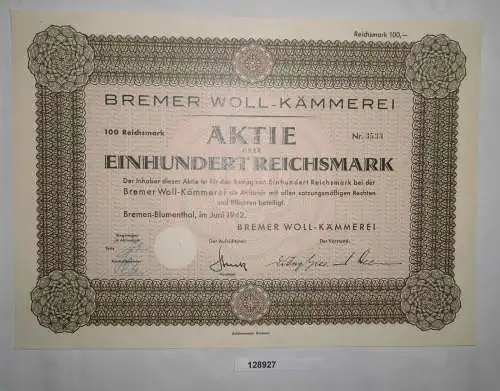 Reichsmark 100,—
BREMER WOLL-KÄMMEREI
100 Reichsmark
AKTIE
Nr. 3533
ÜBER
EINHUNDERT REICHSMARK
Der Inhaber dieser Aktie ist für den Betrag von Einhundert Reichsmark bei der
Bremer Woll-Kämmerei als Aktionär mit allen satzungsmäßigen Rechten
und Pflichten beteiligt.
Bremen-Blumenthal, im Juni 1942.
BREMER WOLL-KÄMMEREI
Der Aufsichtsrat:
Der Vorstand:
128927